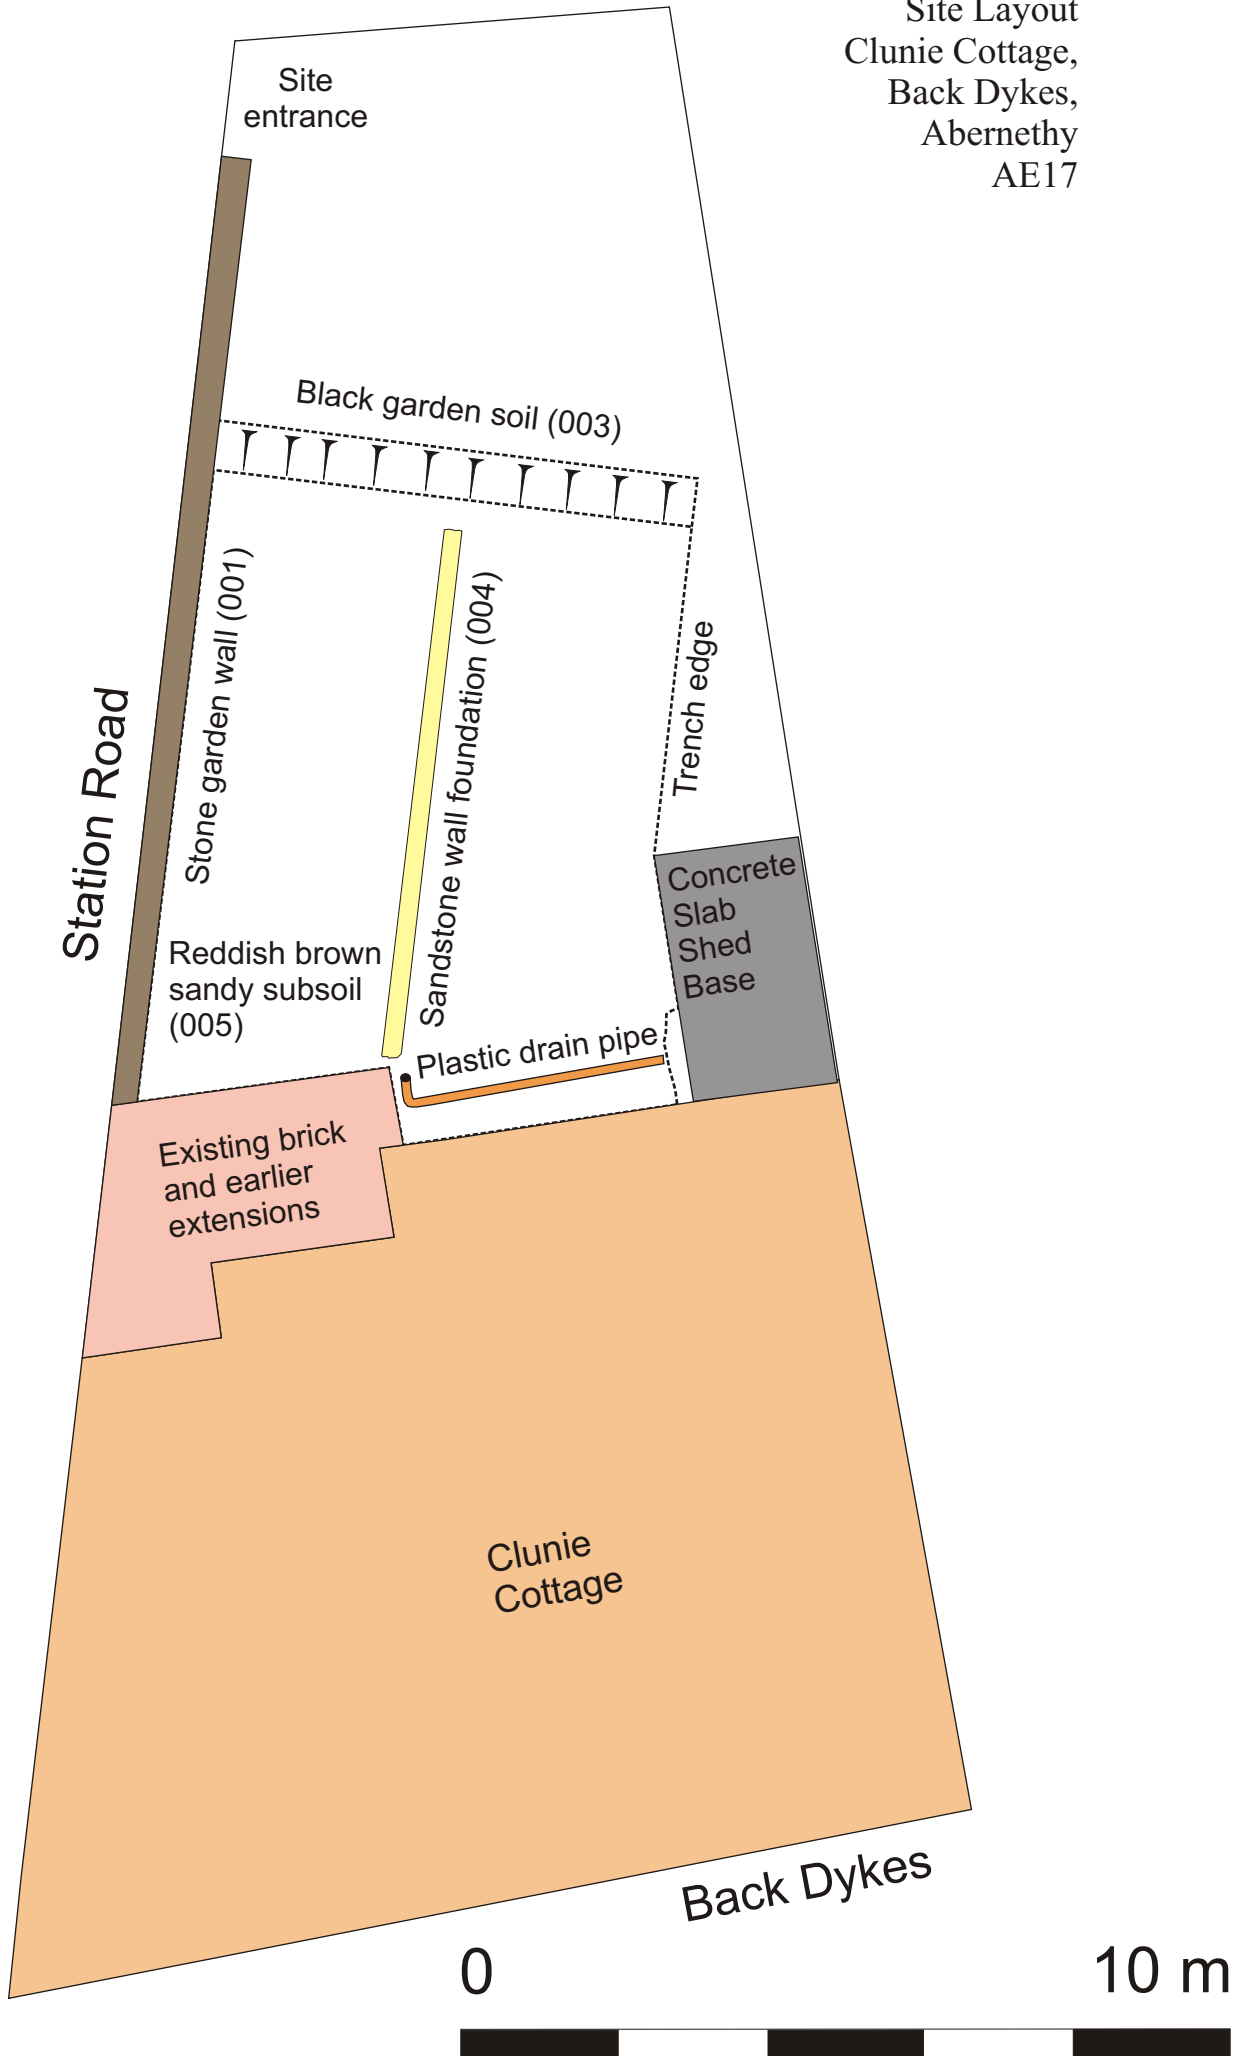 Site Layout
Clunie Cottage,
Back Dykes,
Abernethy
AE17
Site
entrance
Black garden soil (003)
Stone garden wall (001)
Sandstone wall foundation (004)
Trench edge
Station Road
Concrete
Slab
Shed
Base
Reddish brown
sandy subsoil
(005)
Plastic drain pipe
Existing brick
and earlier
extensions
Clunie
Cottage
Back Dykes
0
10 m